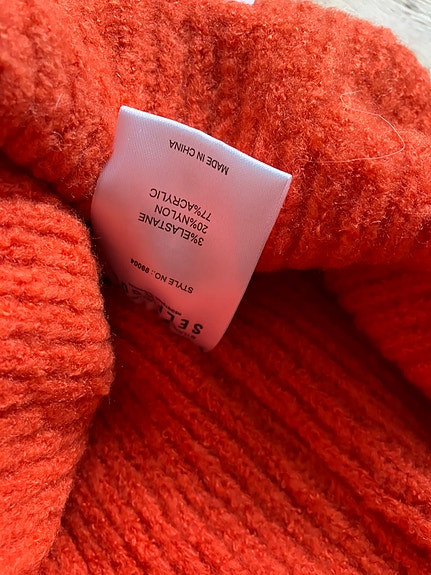 STYLE NO.: 99004
77%ACRYLIC
20%NYLON
3%ELASTANE
MADE IN CHINA